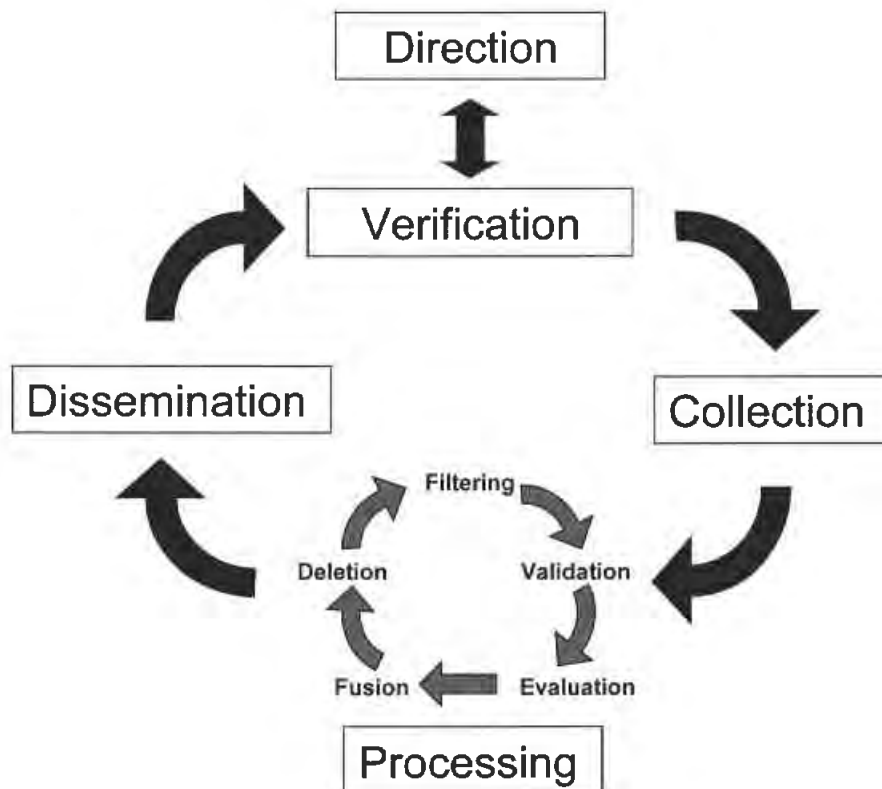 Direction
Verification
Dissemination
Collection
Filtering
Deletion
Validation
Fusion
Evaluation
Processing